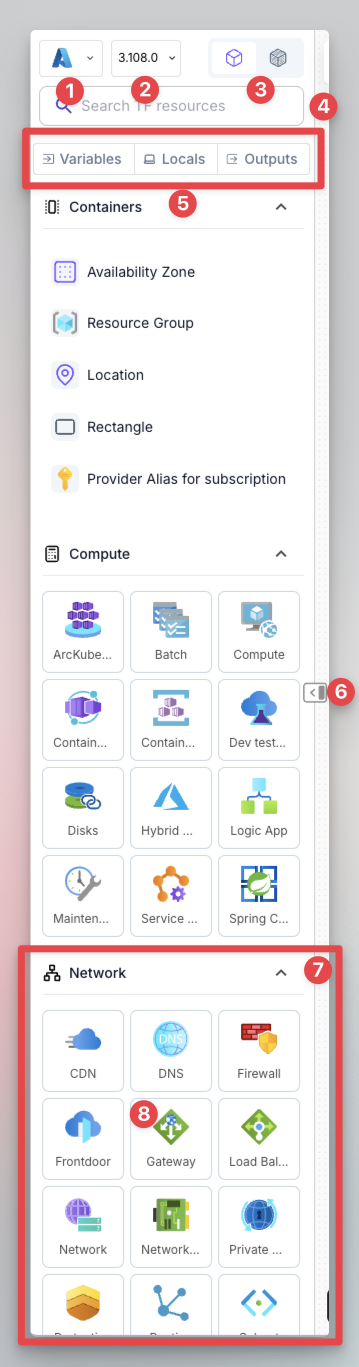 3.108.0
1 2 3
Search TF resources 4
Variables Locals Outputs
5
Containers
Availability Zone
Resource Group
Location
Rectangle
Provider Alias for subscription
Compute
ArcKube... Batch Compute
6
Contain... Contain... Dev test...
Disks Hybrid ... Logic App
Mainten... Service ... Spring C...
Network 7
DNS
CDN DNS Firewall
8
Frontdoor Gateway Load Bal...
Network Network... Private ...